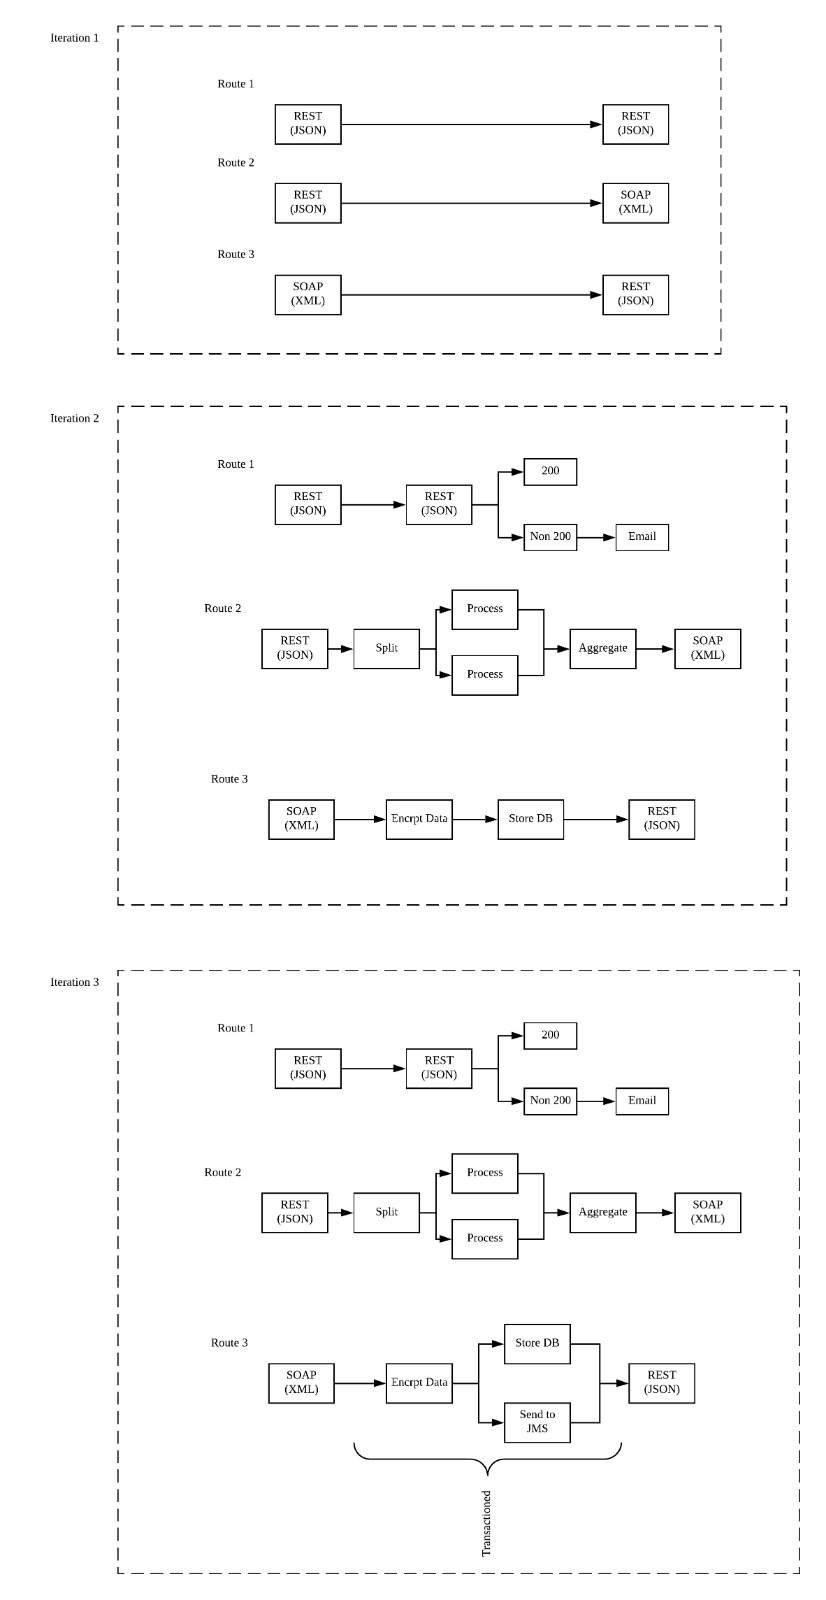 Iteration 1
Route 1
REST
(JSON)
REST
(JSON)
Route 2
REST
(JSON)
SOAP
(XML)
Route 3
SOAP
(XML)
REST
(JSON)
Iteration 2
Route 1
REST
(JSON)
REST
(JSON)
200
Non 200
Email
Route 2
REST
(JSON)
Split
Process
Process
Aggregate
SOAP
(XML)
Route 3
SOAP
(XML)
Encrpt Data
Store DB
REST
(JSON)
Iteration 3
Route 1
REST
(JSON)
REST
(JSON)
200
Non 200
Email
Route 2
REST
(JSON)
Split
Process
Process
Aggregate
SOAP
(XML)
Route 3
SOAP
(XML)
Encrpt Data
Store DB
Send to
JMS
REST
(JSON)
Transactioned